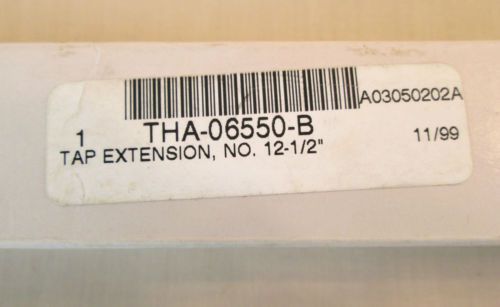 A03050202A
1 THA-06550-B 11/99
TAP EXTENSION, NO. 12-1/2"